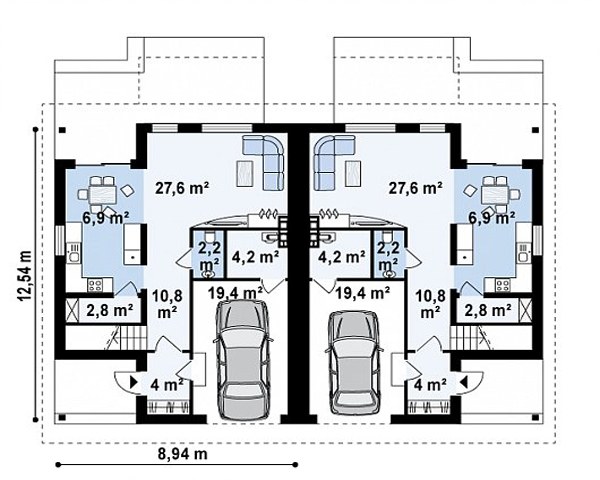 27,6 m²
27,6 m²
6,9 m²
6,9 m²
2,2
m²
4,2 m²
4,2 m²
2,2
m²
12,54 m
10,8
m²
19,4 m²
19,4 m²
10,8
m²
2,8 m²
2,8 m²
4 m²
4 m²
8,94 m